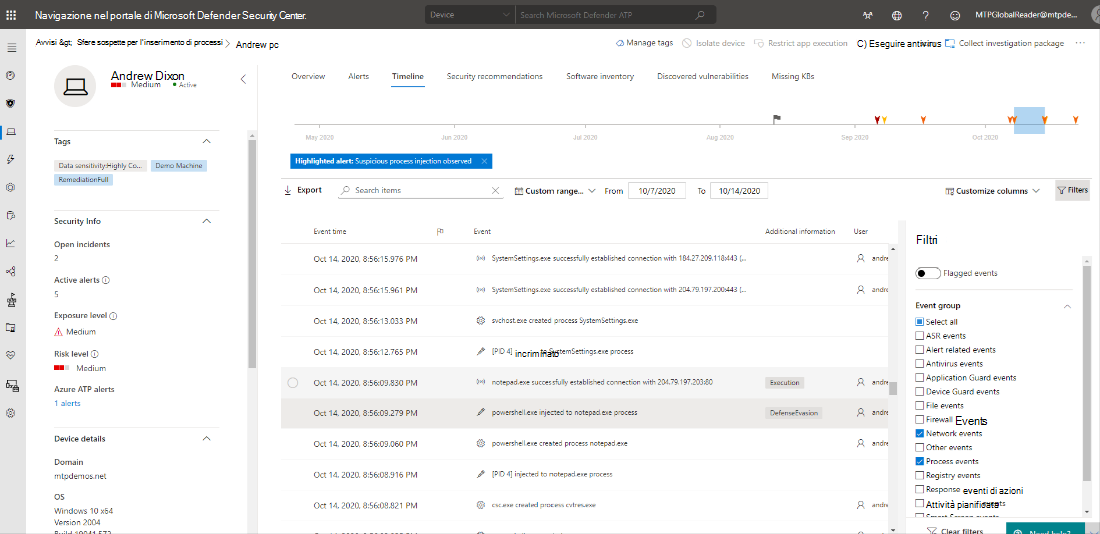 Navigazione nel portale di Microsoft Defender Security Center.
Device
Search Microsoft Defender ATP
MTPGlobalReader@mtpde...
Avvisi &gt; Sfere sospette per l'inserimento di processi > Andrew pc
Manage tags
Isolate device
Restrict app execution
C) Eseguire antivirus
Collect investigation package
...
Andrew Dixon
Medium
Active
Overview
Alerts
Timeline
Security recommendations
Software inventory
Discovered vulnerabilities
Missing KBs
May 2020
Jun 2020
Jul 2020
Aug 2020
Sep 2020
Oct 2020
Tags
Data sensitivity:Highly Co...
Demo Machine
RemediationFull
Security Info
Open incidents
2
Active alerts
5
Exposure level
Medium
Risk level
Medium
Azure ATP alerts
1 alerts
Device details
Domain
mtpdemos.net
OS
Windows 10 x64
Version 2004
Build 19041.572
Highlighted alert: Suspicious process injection observed
Export
Search items
Custom range...
From
10/7/2020
To
10/14/2020
Customize columns
Filters
Event time
Event
Additional information
User
Oct 14, 2020, 8:56:15.976 PM
SystemSettings.exe successfully established connection with 184.27.209.118:443 (...
andre
Oct 14, 2020, 8:56:15.961 PM
SystemSettings.exe successfully established connection with 204.79.197.200:443 (...
andre
Oct 14, 2020, 8:56:13.033 PM
svchost.exe created process SystemSettings.exe
Oct 14, 2020, 8:56:12.765 PM
[PID 4] incriminato SystemSettings.exe process
Oct 14, 2020, 8:56:09.830 PM
notepad.exe successfully established connection with 204.79.197.203:80
Execution
andre
Oct 14, 2020, 8:56:09.279 PM
powershell.exe injected to notepad.exe process
DefenseEvasion
andre
Oct 14, 2020, 8:56:09.060 PM
powershell.exe created process notepad.exe
andre
Oct 14, 2020, 8:56:08.916 PM
[PID 4] injected to notepad.exe process
Oct 14, 2020, 8:56:08.821 PM
csc.exe created process cvtres.exe
andre
Filtri
Flagged events
Event group
Select all
ASR events
Alert related events
Antivirus events
Application Guard events
Device Guard events
File events
Firewall Events
Network events
Other events
Process events
Registry events
Response eventi di azioni
Attività pianificate
Smart Screen events
Clear filters
Need help?